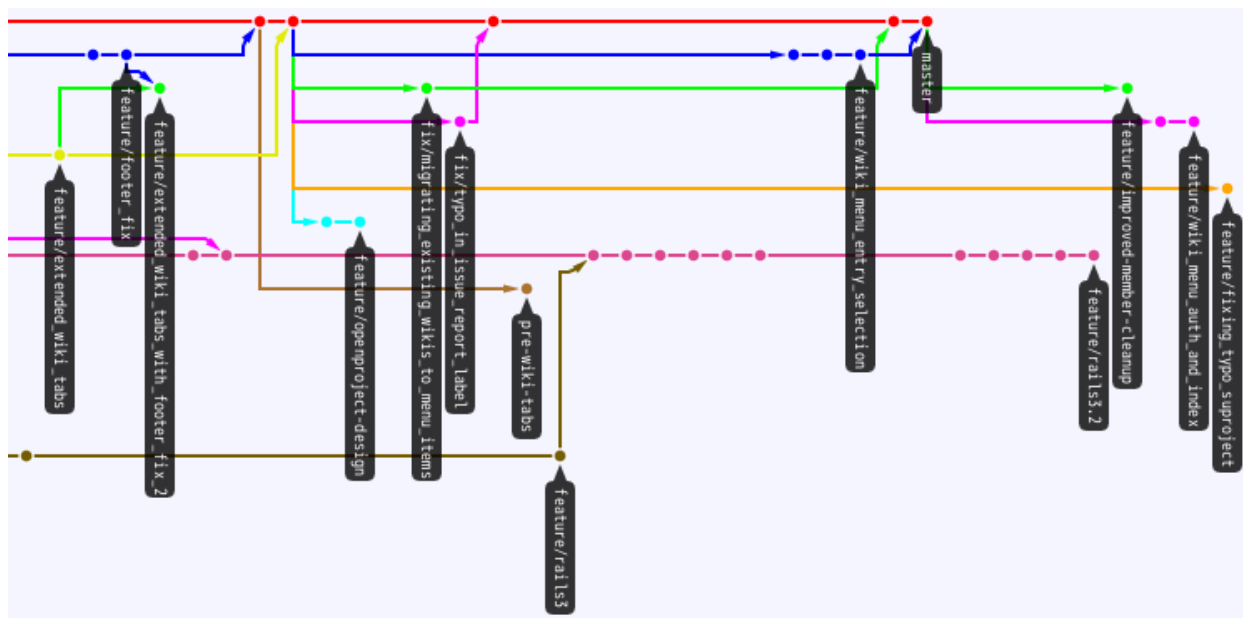 feature/extended_wiki_tabs
feature/footer_fix
feature/extended_wiki_tabs_with_footer_fix_2
feature/openproject-design
fix/migrating_existing_wikis_to_menu_items
fix/typo_in_issue_report_label
pre-wiki-tabs
feature/rails3
feature/wiki_menu_entry_selection
master
feature/rails3.2
feature/improved-member-cleanup
feature/wiki_menu_auth_and_index
feature/fixing_typo_suproject